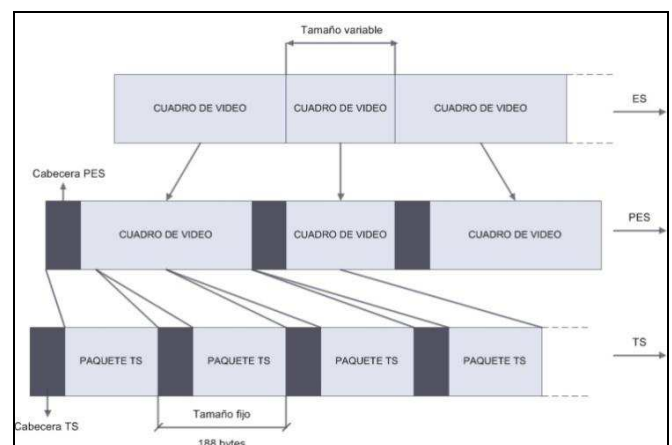 Tamaño variable
CUADRO DE VIDEO CUADRO DE VIDEO CUADRO DE VIDEO ES
Cabecera PES
CUADRO DE VIDEO CUADRO DE VIDEO CUADRO DE VIDEO PES
PAQUETE TS PAQUETE TS PAQUETE TS PAQUETE TS TS
Cabecera TS
Tamaño fijo
188 bytes